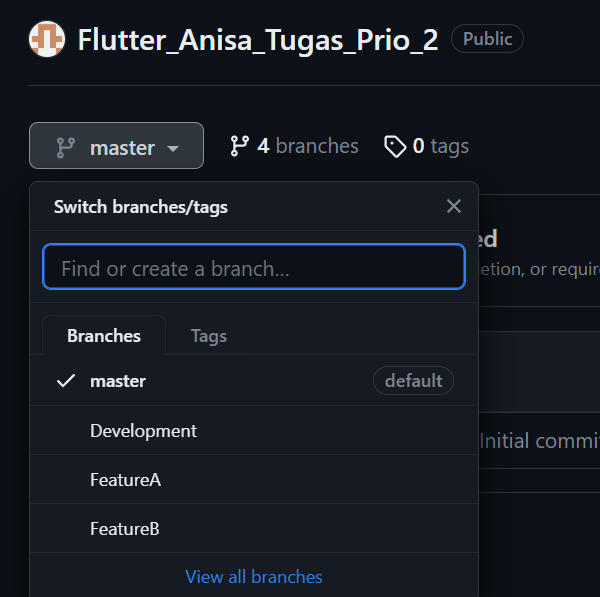 Flutter_Anisa_Tugas_Prio_2 Public
master 4 branches 0 tags
Switch branches/tags
ed
Find or create a branch...
etion, or requir
Branches Tags
master default
Development
Initial commi
FeatureA
FeatureB
View all branches